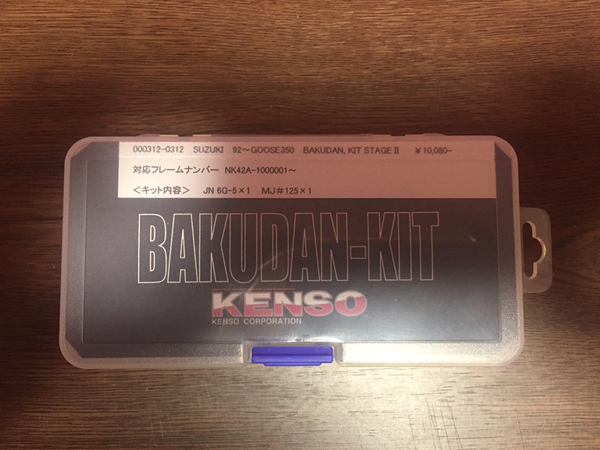 000312-0312 SUZUKI 92～GOOSE350 BAKUDAN, KIT STAGEⅡ ￥10,080-
対応フレームナンバー NK42A-1000001～
＜キット内容＞ JN 6G-5×1 MJ#125×1
BAKUDAN-KIT
KENSO
KENSO CORPORATION